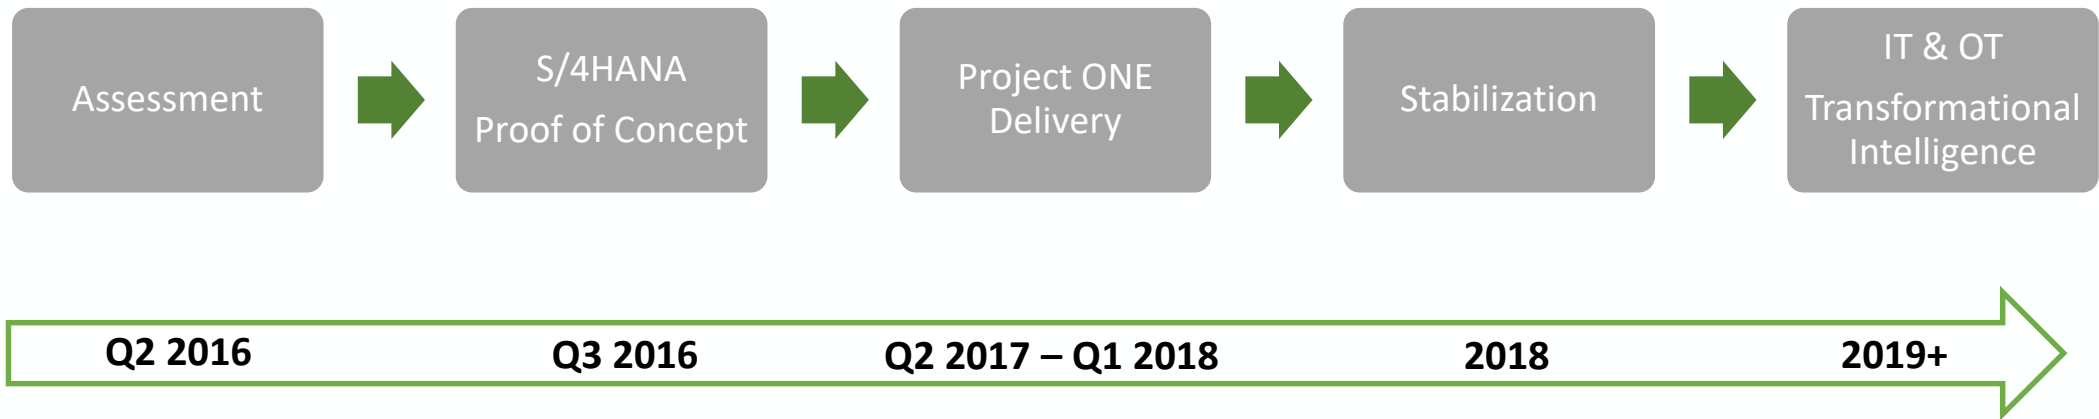 Assessment
S/4HANA
Proof of Concept
Project ONE
Delivery
Stabilization
IT & OT
Transformational
Intelligence
Q2 2016
Q3 2016
Q2 2017 – Q1 2018
2018
2019+